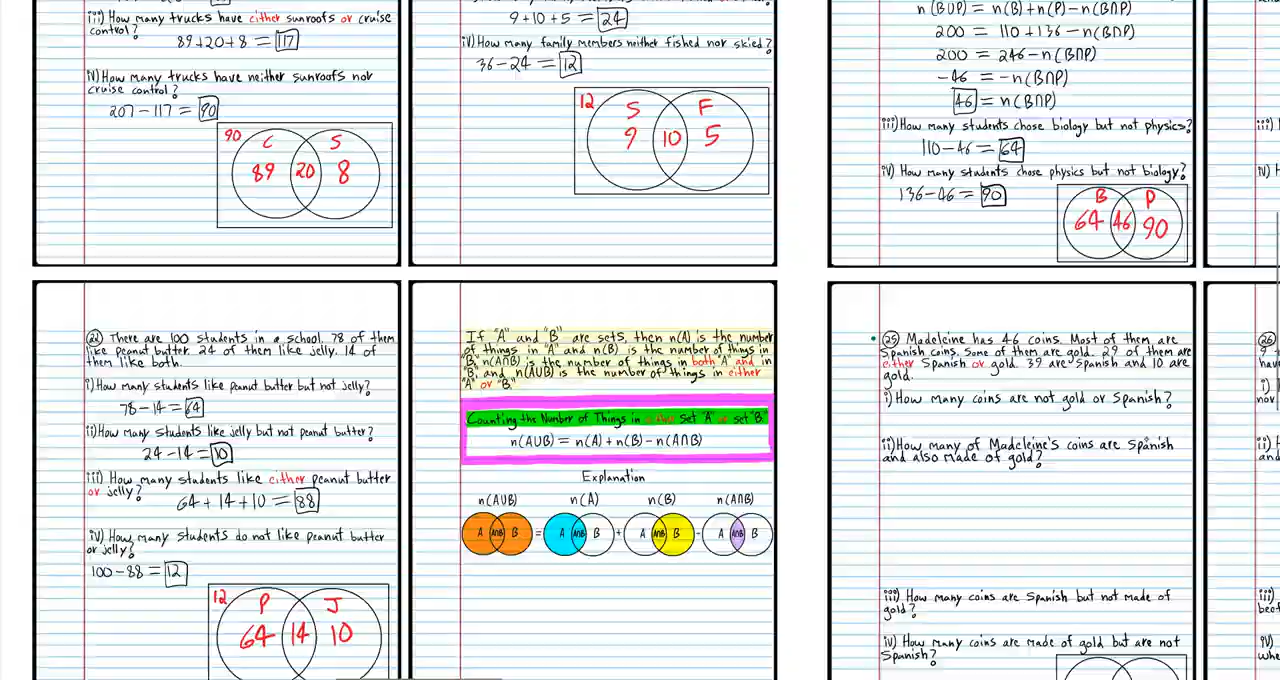 iii) How many trucks have either sunroofs or cruise
control?
89+20+8 = 117
iv) How many trucks have neither sunroofs nor
cruise control?
207-117 = 90
90
C
S
89
20
8
9+10+5 = 24
iv) How many family members neither fished nor skied?
36-24 = 12
12
S
F
9
10
5
n(B∪P) = n(B)+n(P)-n(B∩P)
200 = 110+136-n(B∩P)
200 = 246-n(B∩P)
-46 = -n(B∩P)
46 = n(B∩P)
iii) How many students chose biology but not physics?
110-46 = 64
iv) How many students chose physics but not biology?
136-46 = 90
B
P
64
46
90
iii)
iv) H
22 There are 100 students in a school. 78 of them
like peanut butter. 24 of them like jelly. 14 of
them like both.
i) How many students like peanut butter but not jelly?
78-14 = 64
ii) How many students like jelly but not peanut butter?
24-14 = 10
iii) How many students like either peanut butter
or jelly?
64+14+10 = 88
iv) How many students do not like peanut butter
or jelly?
100-88 = 12
12
P
J
64
14
10
If "A" and "B" are sets, then n(A) is the number
of things in "A" and n(B) is the number of things in
"B." n(A∩B) is the number of things in both "A" and in
"B," and n(A∪B) is the number of things in either
"A" or "B."
Counting the Number of Things in either Set "A" or set "B"
n(A∪B) = n(A) + n(B) - n(A∩B)
Explanation
n(A∪B)
n(A)
n(B)
n(A∩B)
A A∩B B = A A∩B B + A A∩B B - A A∩B B
25 Madeleine has 46 coins. Most of them are
Spanish coins. Some of them are gold. 29 of them are
either Spanish or gold. 39 are Spanish and 10 are
gold.
i) How many coins are not gold or Spanish?
ii) How many of Madeleine's coins are Spanish
and also made of gold?
iii) How many coins are Spanish but not made of
gold?
iv) How many coins are made of gold but are not
Spanish?
26
9
have
i)
nor
ii)
and
iii)
iv)
whe